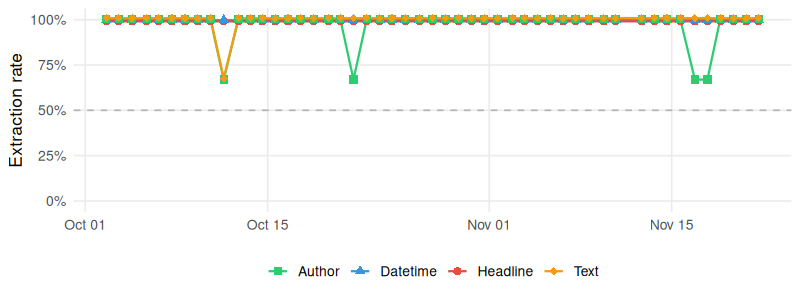 100%
75%
50%
25%
0%
Extraction rate
Oct 01
Oct 15
Nov 01
Nov 15
Author
Datetime
Headline
Text